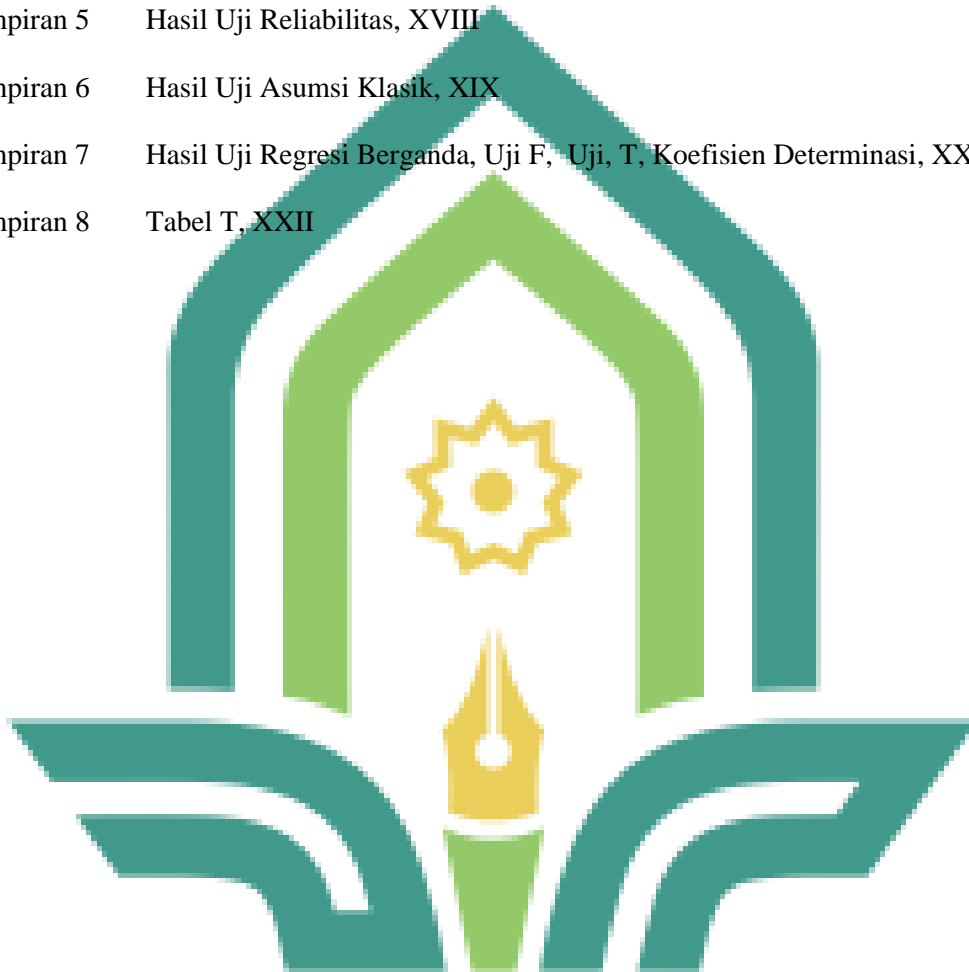 npiran 5 Hasil Uji Reliabilitas, XVIII
npiran 6 Hasil Uji Asumsi Klasik, XIX
npiran 7 Hasil Uji Regresi Berganda, Uji F, Uji, T, Koefisien Determinasi, XX
npiran 8 Tabel T, XXII